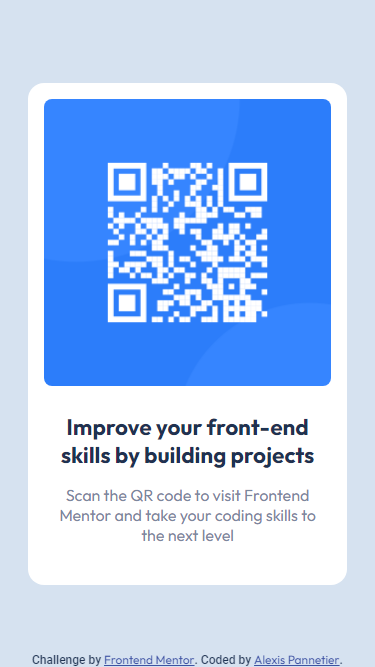 Improve your front-end
skills by building projects
Scan the QR code to visit Frontend
Mentor and take your coding skills to
the next level
Challenge by Frontend Mentor. Coded by Alexis Pannetier.